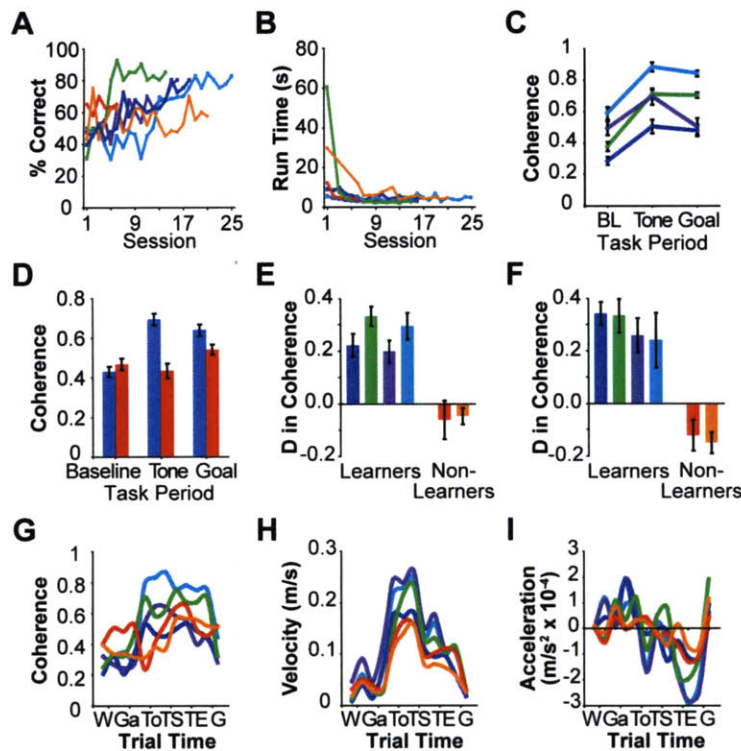 A
% Correct
100
80
60
40
20
0
1 9 17 25
Session
B
Run Time (s)
80
60
40
20
0
1 9 17 25
Session
C
Coherence
1
0.8
0.6
0.4
0.2
0
BL Tone Goal
Task Period
D
Coherence
0.8
0.6
0.4
0.2
0
Baseline Tone Goal
Task Period
E
D in Coherence
0.4
0.2
0.0
-0.2
Learners Non-
Learners
F
D in Coherence
0.4
0.2
0.0
-0.2
Learners Non-
Learners
G
Coherence
1
0.8
0.6
0.4
0.2
0
WGaToTSTE G
Trial Time
H
Velocity (m/s)
0.3
0.2
0.1
0
WGaToTSTE G
Trial Time
I
Acceleration
(m/s² x 10⁻⁴)
3
2
1
0
-1
-2
-3
WGaToTSTE G
Trial Time